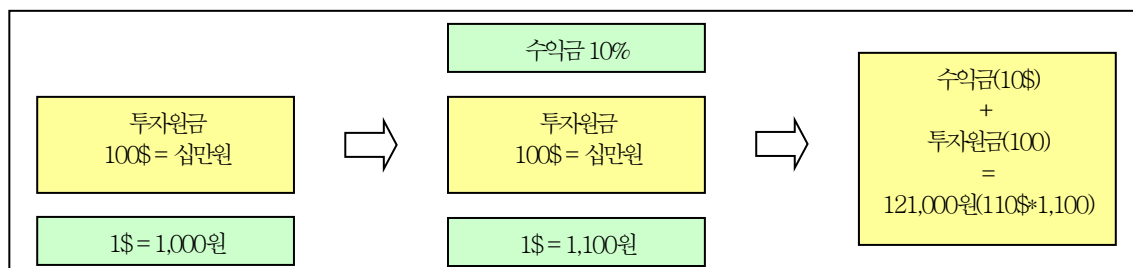 투자원금
100$ = 십만원
1$ = 1,000원
수익금 10%
투자원금
100$ = 십만원
1$ = 1,100원
수익금(10$)
+
투자원금(100)
=
121,000원(110$*1,100)